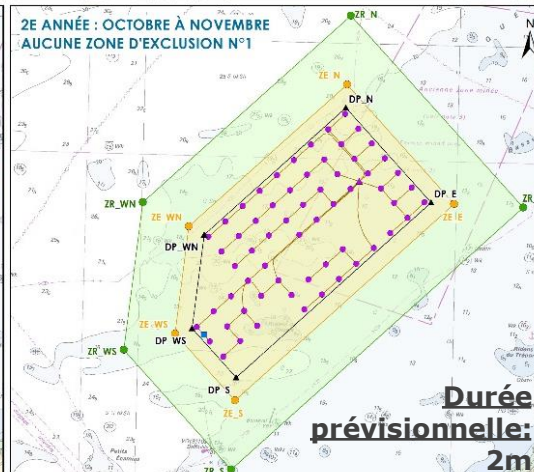 2E ANNÉE : OCTOBRE À NOVEMBRE
AUCUNE ZONE D'EXCLUSION N°1
ZR_N
N
ZE_N
DP_N
ZR_WN
ZE_WN
DP_WN
DP_E
ZE_E
ZR_
ZE_WS
DP_WS
ZR_WS
DP_S
ZE_S
ZR_S
Durée
prévisionnelle:
2m